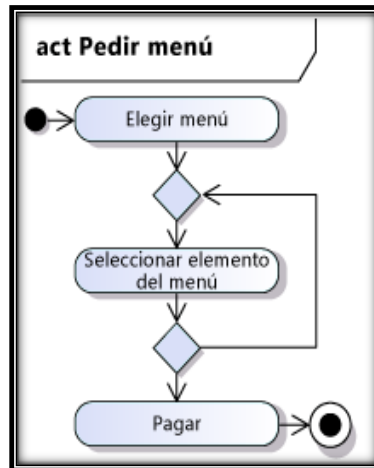 act Pedir menú
Elegir menú
Seleccionar elemento
del menú
Pagar